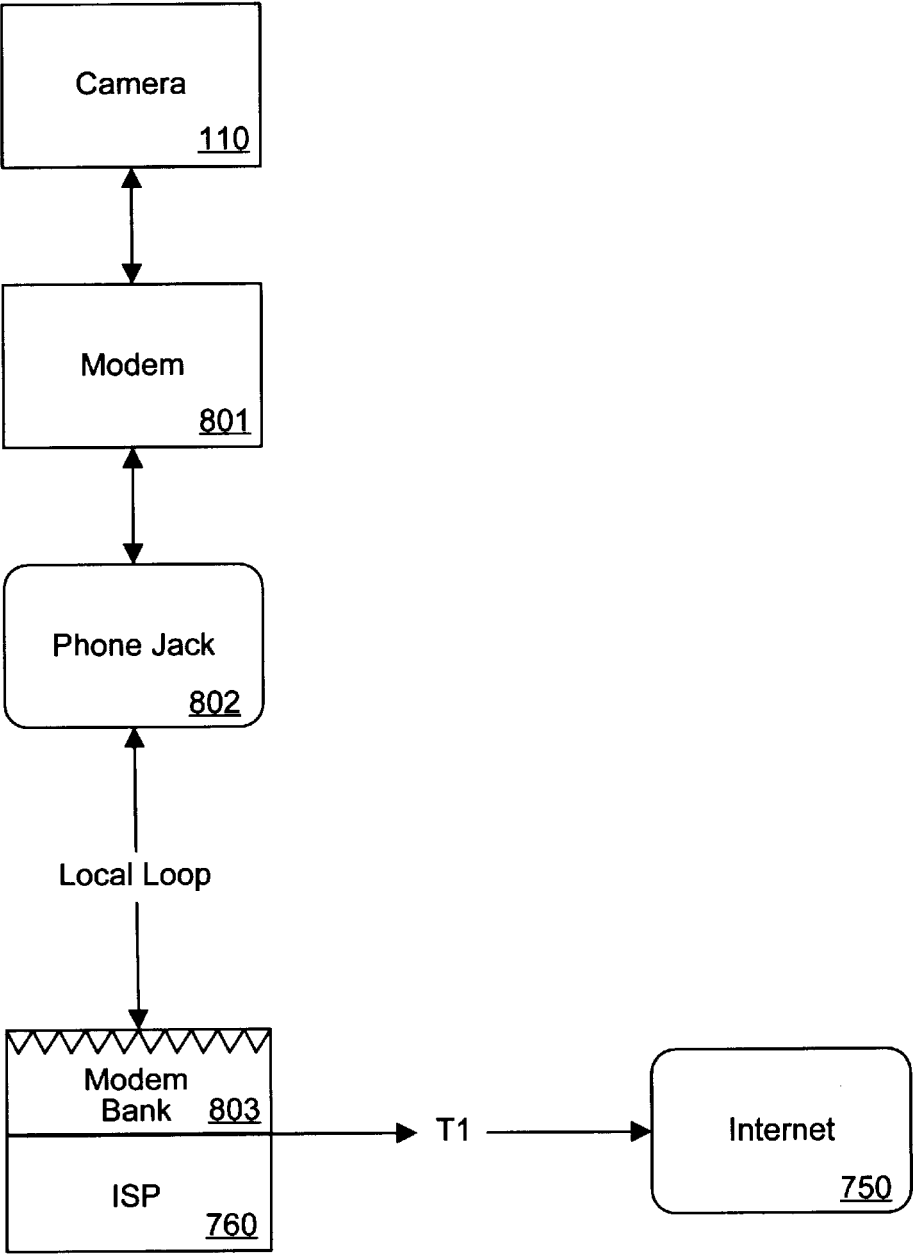 Camera
110
Modem
801
Phone Jack
802
Local Loop
Modem
Bank 803
T1
Internet
750
ISP
760